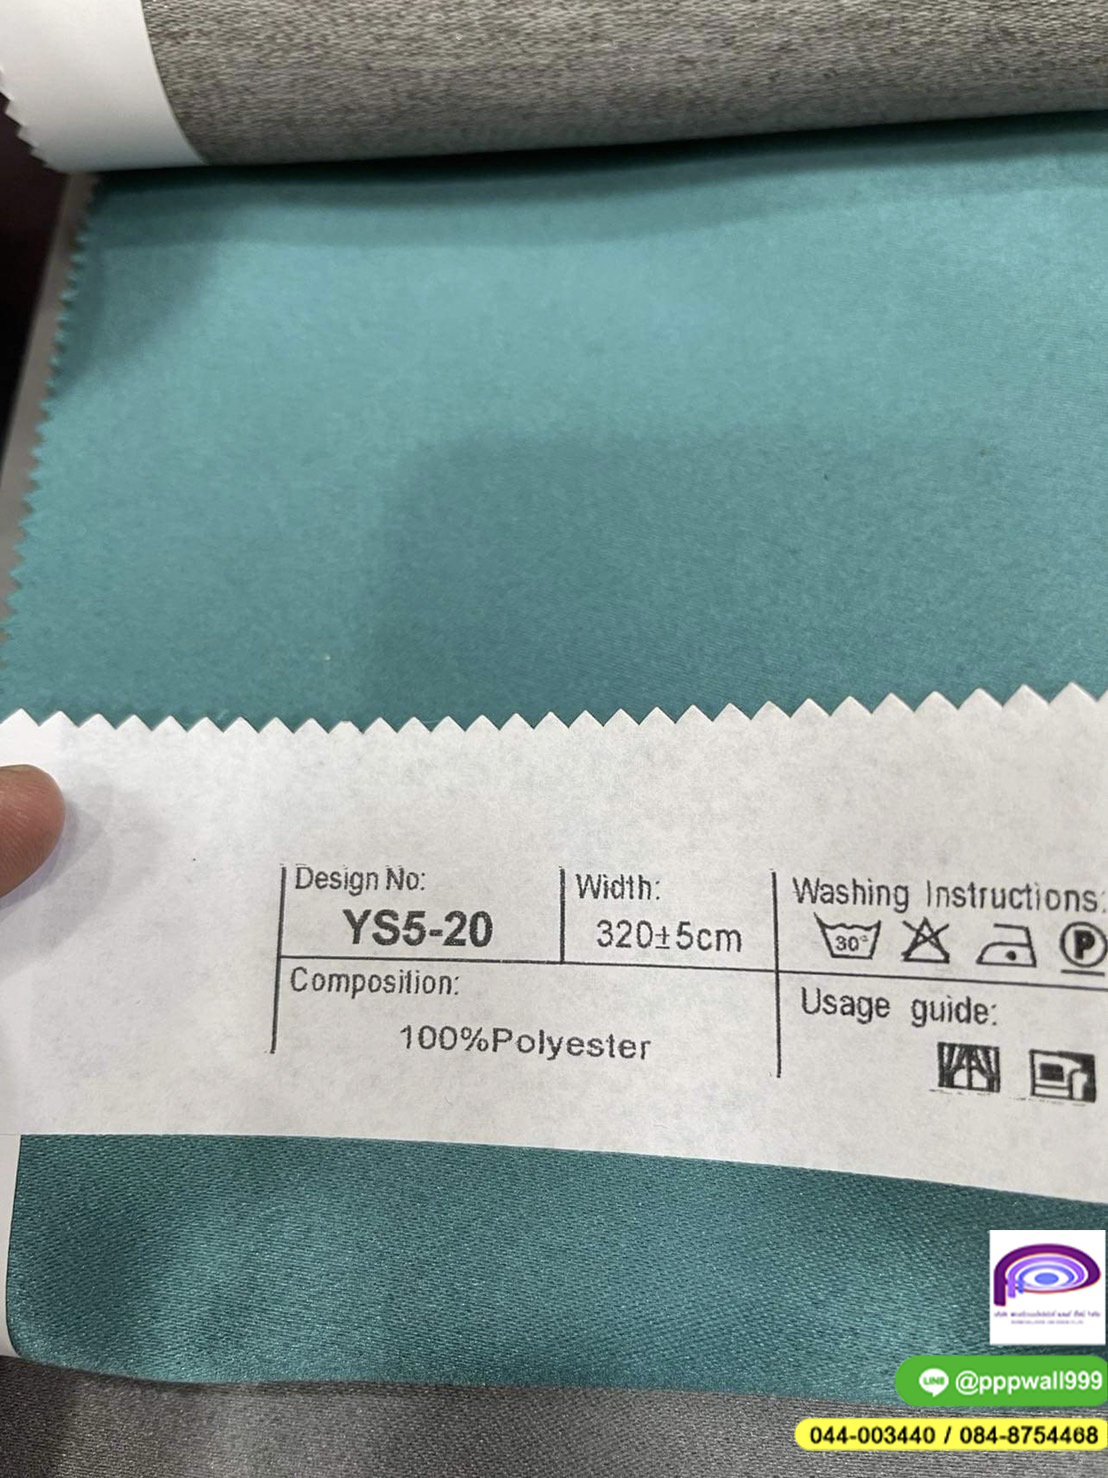 Design No:
YS5-20
Width:
320±5cm
Washing Instructions:
30°
P
Composition:
100%Polyester
Usage guide:
LINE @pppwall999
044-003440 / 084-8754468